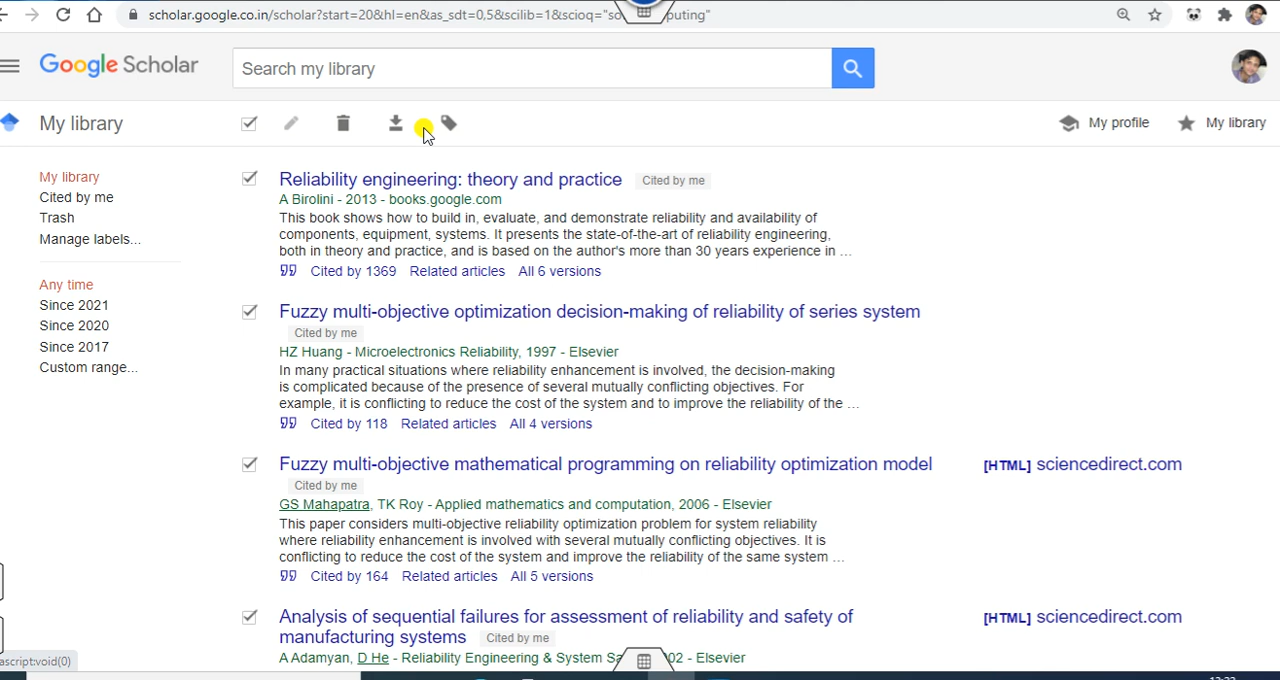 scholar.google.co.in/scholar?start=20&hl=en&as_sdt=0,5&scilib=1&scioq="so puting"
Google Scholar
Search my library
My library
My profile
My library
My library
Cited by me
Trash
Manage labels...
Any time
Since 2021
Since 2020
Since 2017
Custom range...
Reliability engineering: theory and practice Cited by me
A Birolini - 2013 - books.google.com
This book shows how to build in, evaluate, and demonstrate reliability and availability of
components, equipment, systems. It presents the state-of-the-art of reliability engineering,
both in theory and practice, and is based on the author's more than 30 years experience in ...
Cited by 1369 Related articles All 6 versions
Fuzzy multi-objective optimization decision-making of reliability of series system
Cited by me
HZ Huang - Microelectronics Reliability, 1997 - Elsevier
In many practical situations where reliability enhancement is involved, the decision-making
is complicated because of the presence of several mutually conflicting objectives. For
example, it is conflicting to reduce the cost of the system and to improve the reliability of the ...
Cited by 118 Related articles All 4 versions
Fuzzy multi-objective mathematical programming on reliability optimization model
[HTML] sciencedirect.com
Cited by me
GS Mahapatra, TK Roy - Applied mathematics and computation, 2006 - Elsevier
This paper considers multi-objective reliability optimization problem for system reliability
where reliability enhancement is involved with several mutually conflicting objectives. It is
conflicting to reduce the cost of the system and improve the reliability of the same system ...
Cited by 164 Related articles All 5 versions
Analysis of sequential failures for assessment of reliability and safety of
[HTML] sciencedirect.com
manufacturing systems Cited by me
A Adamyan, D He - Reliability Engineering & System Sa 02 - Elsevier
ascript:void(0)